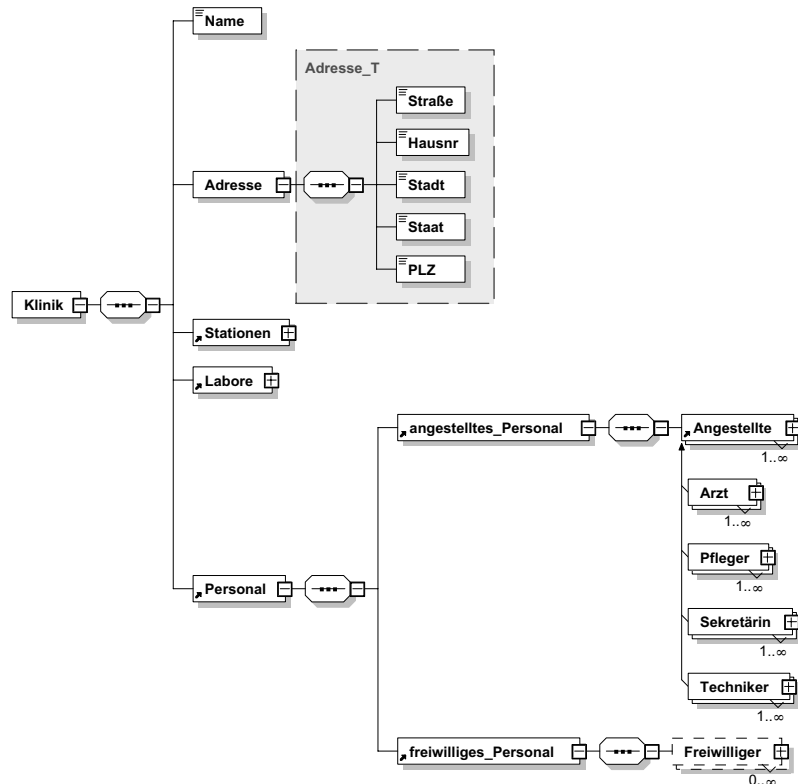 Name
Adresse_T
Straße
Hausnr
Adresse
Stadt
Staat
PLZ
Klinik
Stationen
Labore
angestelltes_Personal
Angestellte
1..∞
Arzt
1..∞
Pfleger
1..∞
Personal
Sekretärin
1..∞
Techniker
1..∞
freiwilliges_Personal
Freiwilliger
0..∞